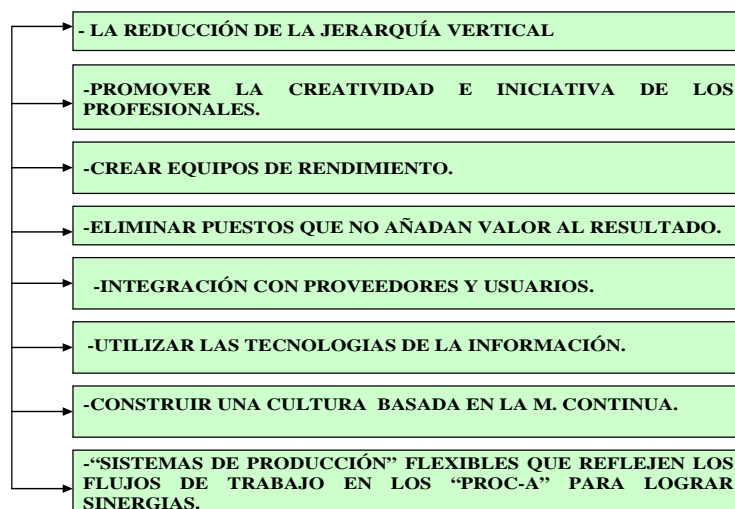 - LA REDUCCIÓN DE LA JERARQUÍA VERTICAL
-PROMOVER LA CREATIVIDAD E INICIATIVA DE LOS
PROFESIONALES.
-CREAR EQUIPOS DE RENDIMIENTO.
-ELIMINAR PUESTOS QUE NO AÑADAN VALOR AL RESULTADO.
-INTEGRACIÓN CON PROVEEDORES Y USUARIOS.
-UTILIZAR LAS TECNOLOGIAS DE LA INFORMACIÓN.
-CONSTRUIR UNA CULTURA BASADA EN LA M. CONTINUA.
-“SISTEMAS DE PRODUCCIÓN” FLEXIBLES QUE REFLEJEN LOS
FLUJOS DE TRABAJO EN LOS “PROC-A” PARA LOGRAR
SINERGIAS.